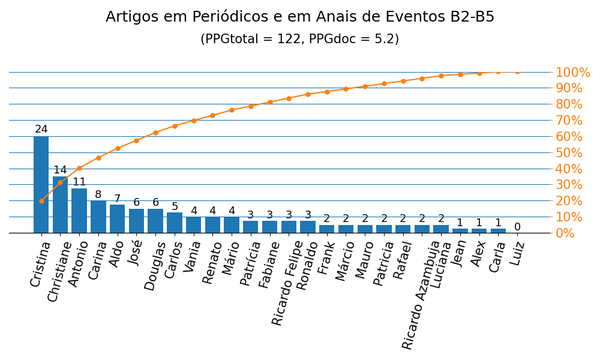 Artigos em Periódicos e em Anais de Eventos B2-B5
(PPGtotal = 122, PPGdoc = 5.2)
100%
90%
80%
70%
60%
50%
40%
30%
20%
10%
0%
24
14
11
8
7
6
6
5
4
4
4
3
3
3
3
2
2
2
2
2
2
2
1
1
1
0
Cristina
Christiane
Antonio
Carina
Aldo
José
Douglas
Carlos
Vania
Renato
Mário
Patrícia
Fabiane
Ricardo Felipe
Ronaldo
Frank
Márcio
Mauro
Patricia
Rafael
Ricardo Azambuja
Luciana
Jean
Alex
Carla
Luiz